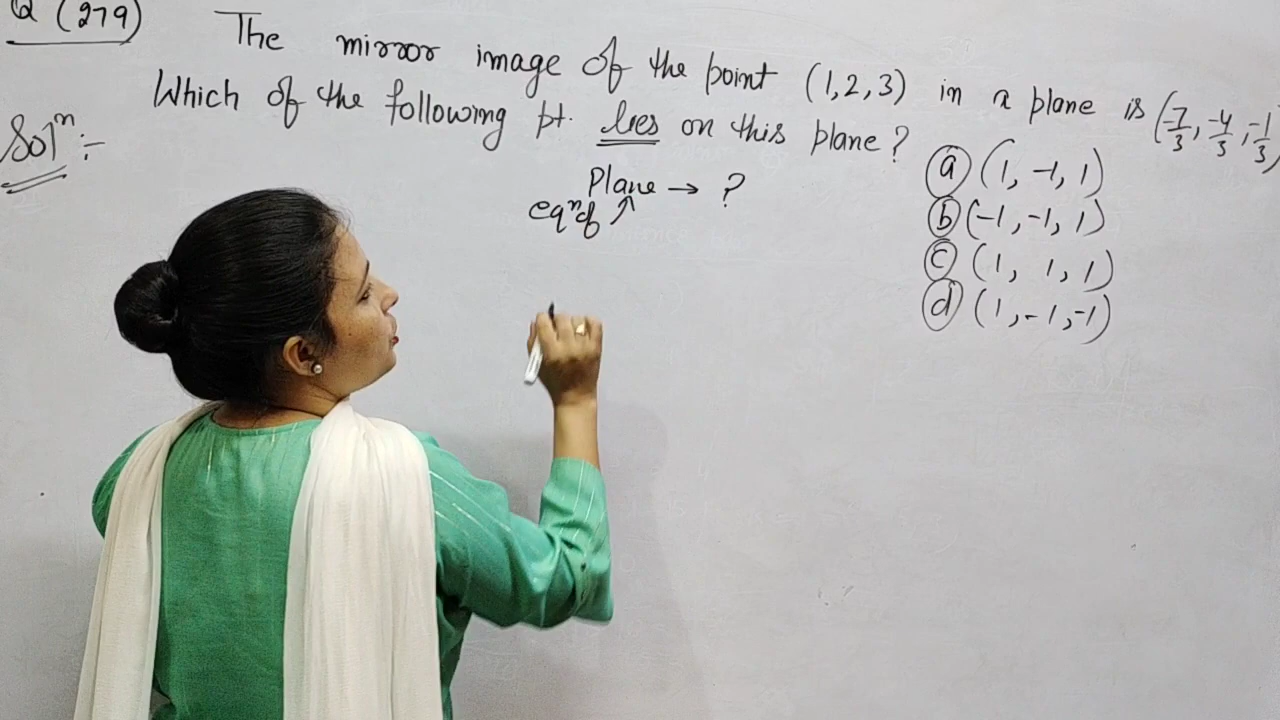 Q (279) The mirror image of the point (1,2,3) in a plane is (-7/3, -4/3, -1/3)
Which of the following pt. lies on this plane?
Solⁿ :-
(a) (1, -1, 1)
Plane → ?
eqⁿ of ↑
(b) (-1, -1, 1)
(c) (1, 1, 1)
(d) (1, -1, -1)